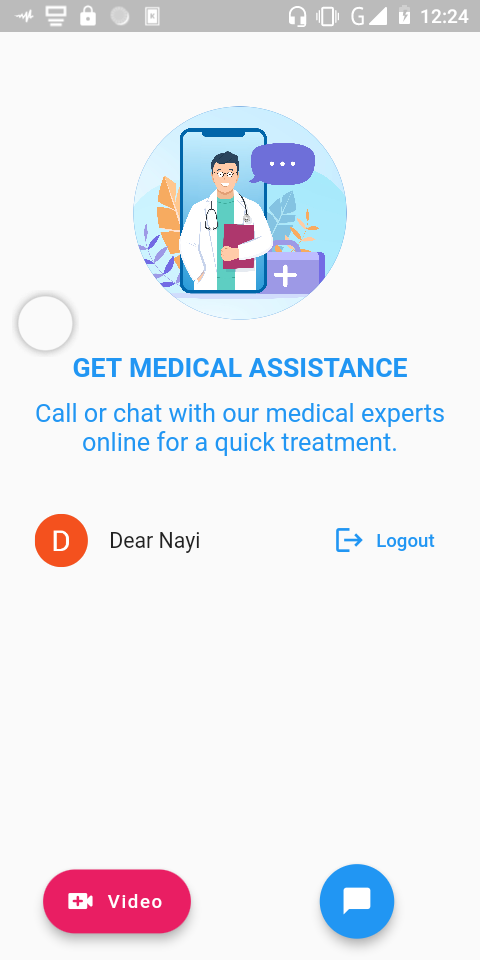 G 12:24
GET MEDICAL ASSISTANCE
Call or chat with our medical experts
online for a quick treatment.
D Dear Nayi Logout
Video